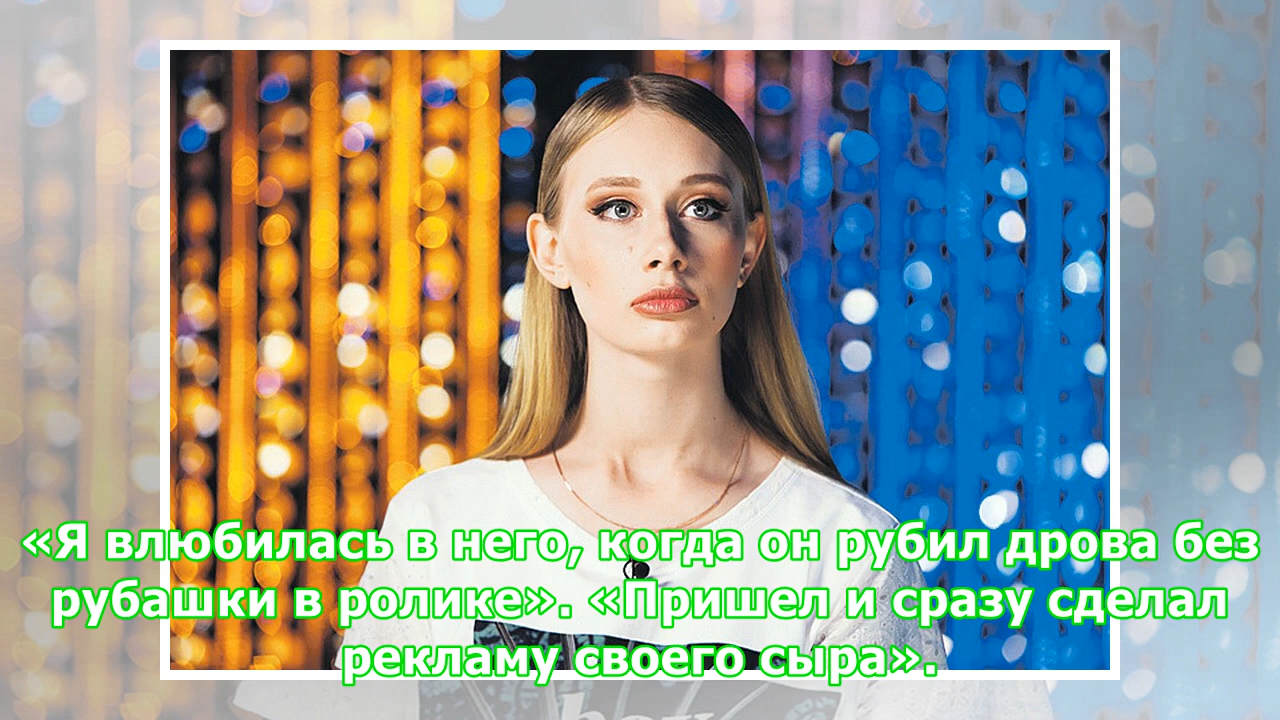 «Я влюбилась в него, когда он рубил дрова без
рубашки в ролике». «Пришел и сразу сделал
рекламу своего сыра».